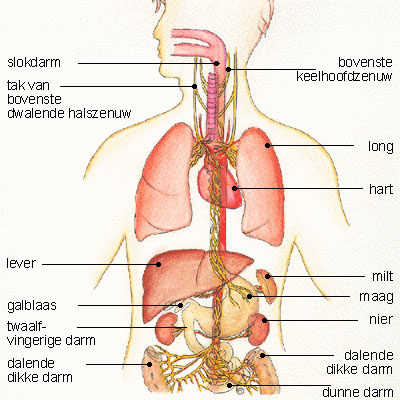 slokdarm
tak van
bovenste
dwalende halszenuw
bovenste
keelhoofdzenuw
long
hart
lever
galblaas
twaalf-
vingerige darm
dalende
dikke darm
milt
maag
nier
dalende
dikke darm
dunne darm